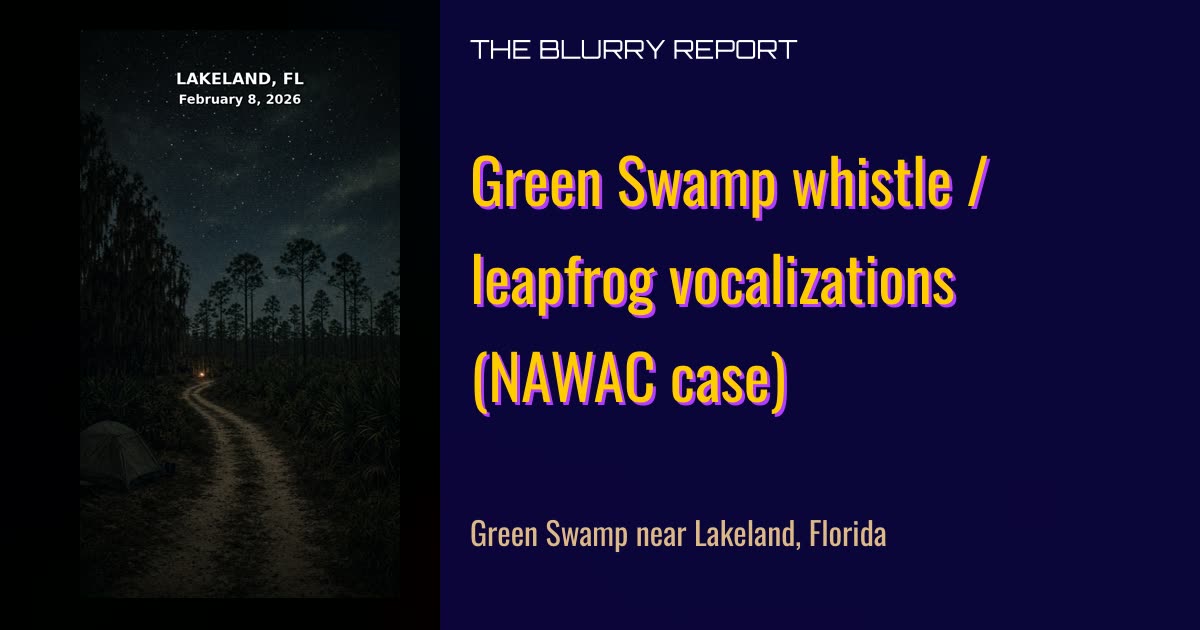 LAKELAND, FL
February 8, 2026
THE BLURRY REPORT
Green Swamp whistle /
leapfrog vocalizations
(NAWAC case)
Green Swamp near Lakeland, Florida